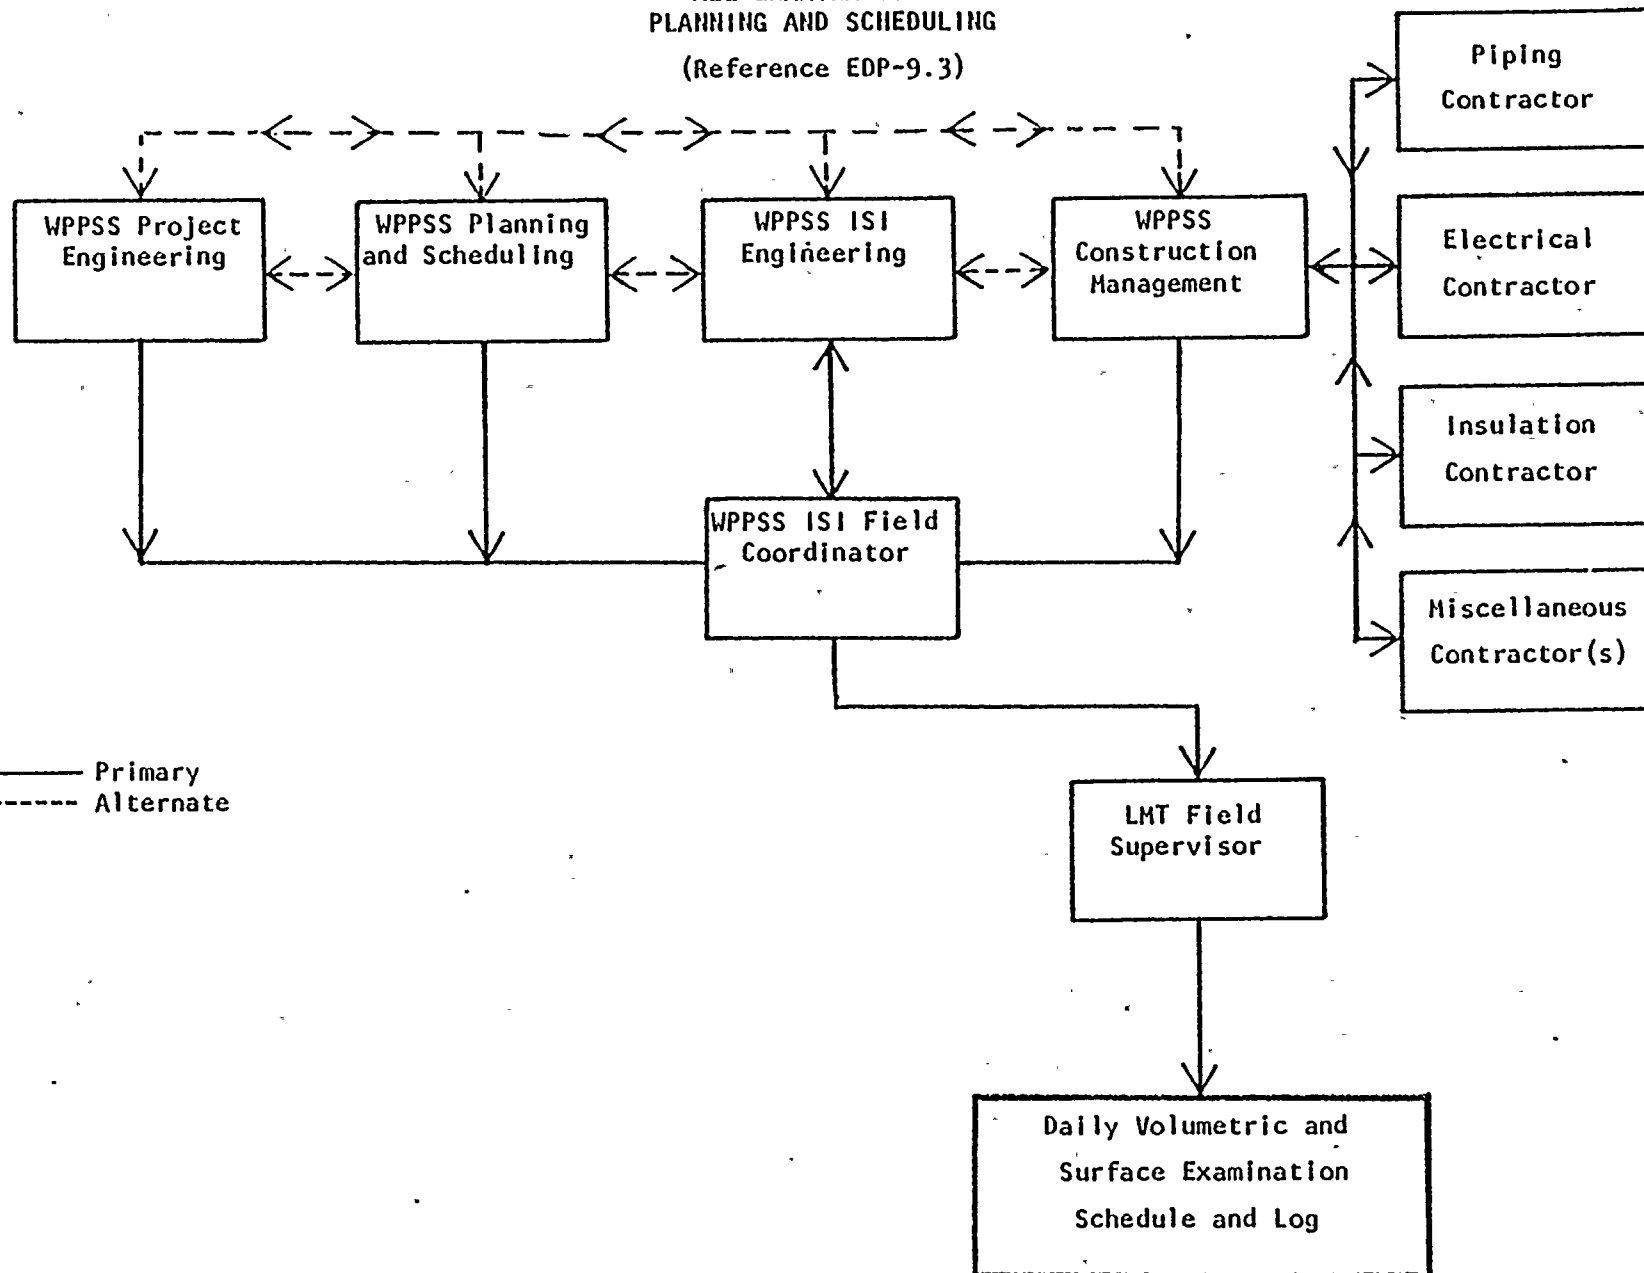 PLANNING AND SCHEDULING
(Reference EDP-9.3)
WPPSS Project
Engineering
WPPSS Planning
and Scheduling
WPPSS ISI
Engineering
WPPSS
Construction
Management
Piping
Contractor
Electrical
Contractor
Insulation
Contractor
Miscellaneous
Contractor(s)
WPPSS ISI Field
Coordinator
Primary
Alternate
LMT Field
Supervisor
Daily Volumetric and
Surface Examination
Schedule and Log